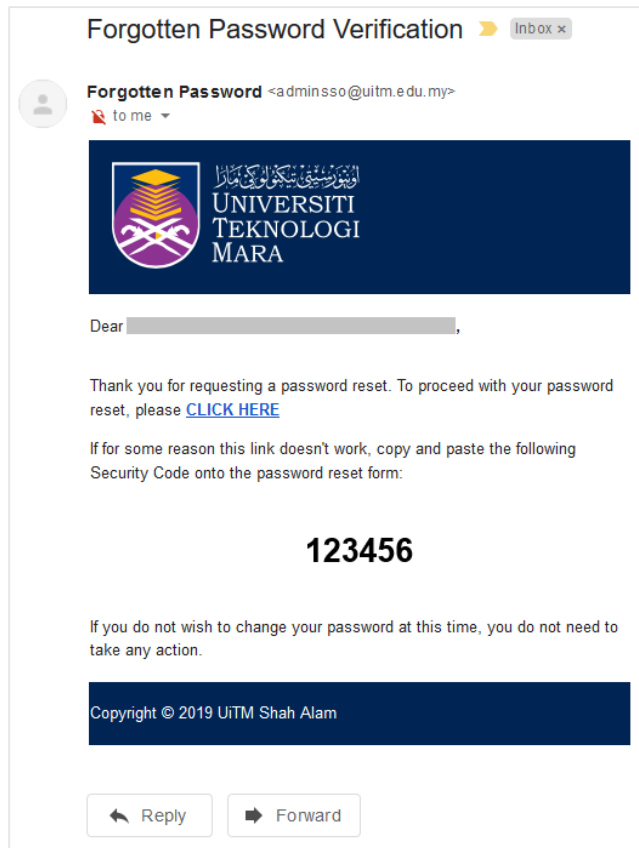 Forgotten Password Verification Inbox x
Forgotten Password <adminsso@uitm.edu.my>
to me
اونيۏرسيتي تيكنولوڬي مارا
UNIVERSITI
TEKNOLOGI
MARA
Dear ,
Thank you for requesting a password reset. To proceed with your password
reset, please CLICK HERE
If for some reason this link doesn't work, copy and paste the following
Security Code onto the password reset form:
123456
If you do not wish to change your password at this time, you do not need to
take any action.
Copyright © 2019 UiTM Shah Alam
Reply Forward